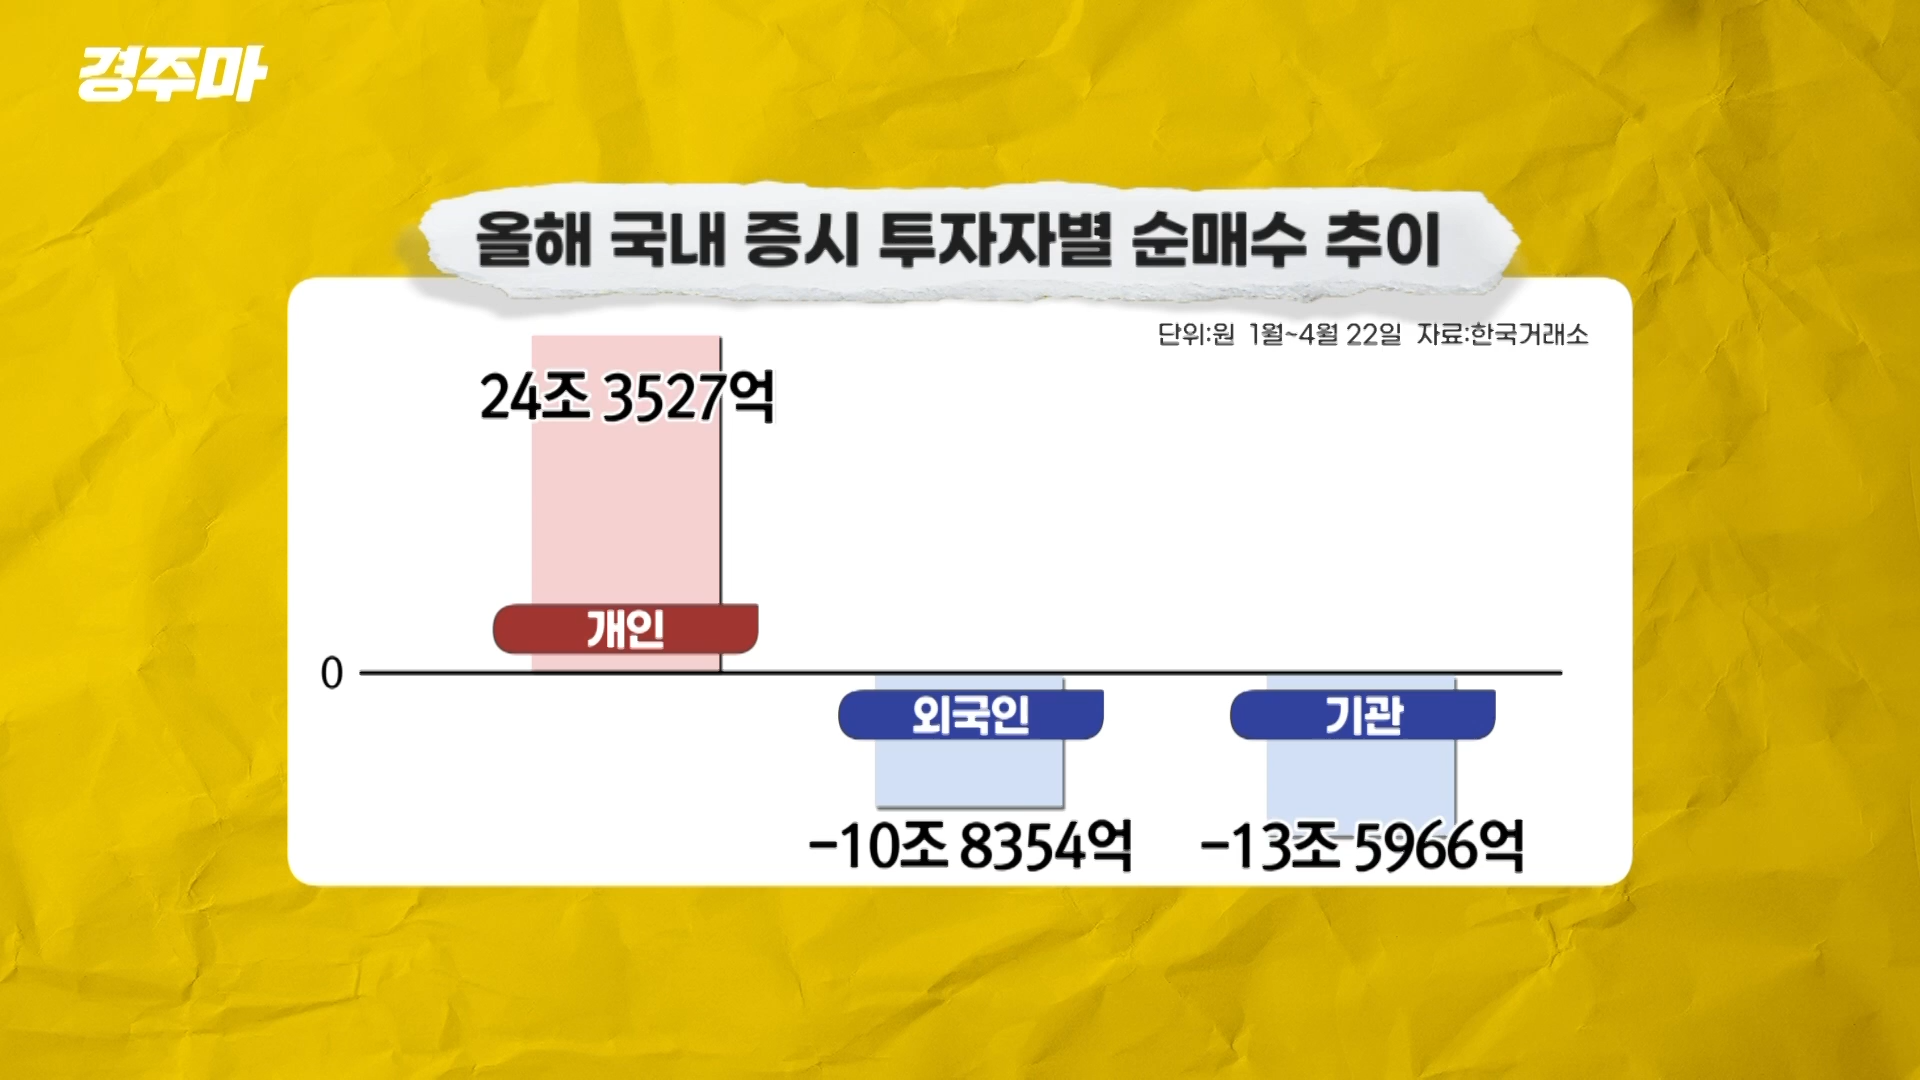 경주마
올해 국내 증시 투자자별 순매수 추이
단위:원 1월~4월 22일 자료:한국거래소
24조 3527억
개인
0
외국인
기관
-10조 8354억
-13조 5966억